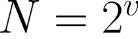 N = 2^v